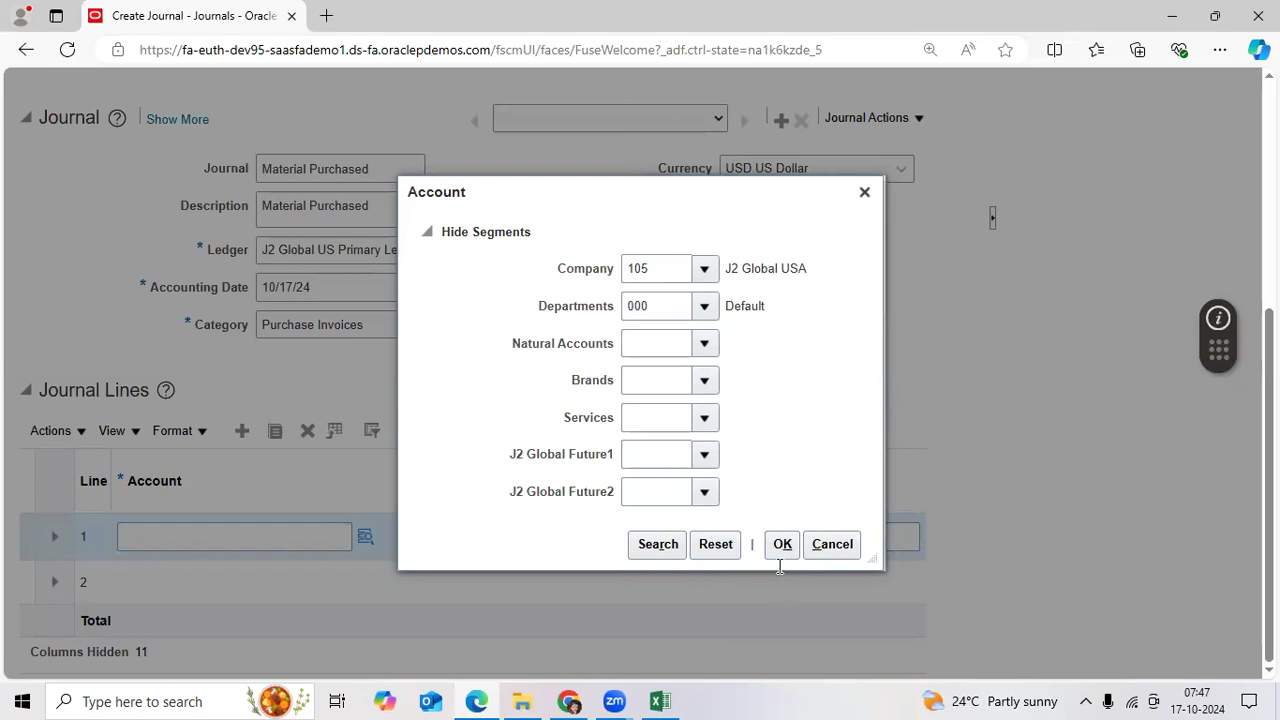 Create Journal - Journals - Orac
https://fa-euth-dev95-saasfademo1.ds-fa.oraclepdemos.com/fscmUI/faces/FuseWelcome?_adf.ctrl-state=na1k6kzde_5
Journal ? Show More
Journal Actions
Journal Material Purchased
Currency USD US Dollar
Description Material Purchased
* Ledger J2 Global US Primary Le
* Accounting Date 10/17/24
* Category Purchase Invoices
Account
Hide Segments
Company 105 J2 Global USA
Departments 000 Default
Natural Accounts
Brands
Services
J2 Global Future1
J2 Global Future2
Search Reset | OK Cancel
Journal Lines ?
Actions View Format
Line * Account
1
2
Total
Columns Hidden 11
Type here to search
24°C Partly sunny
07:47
17-10-2024